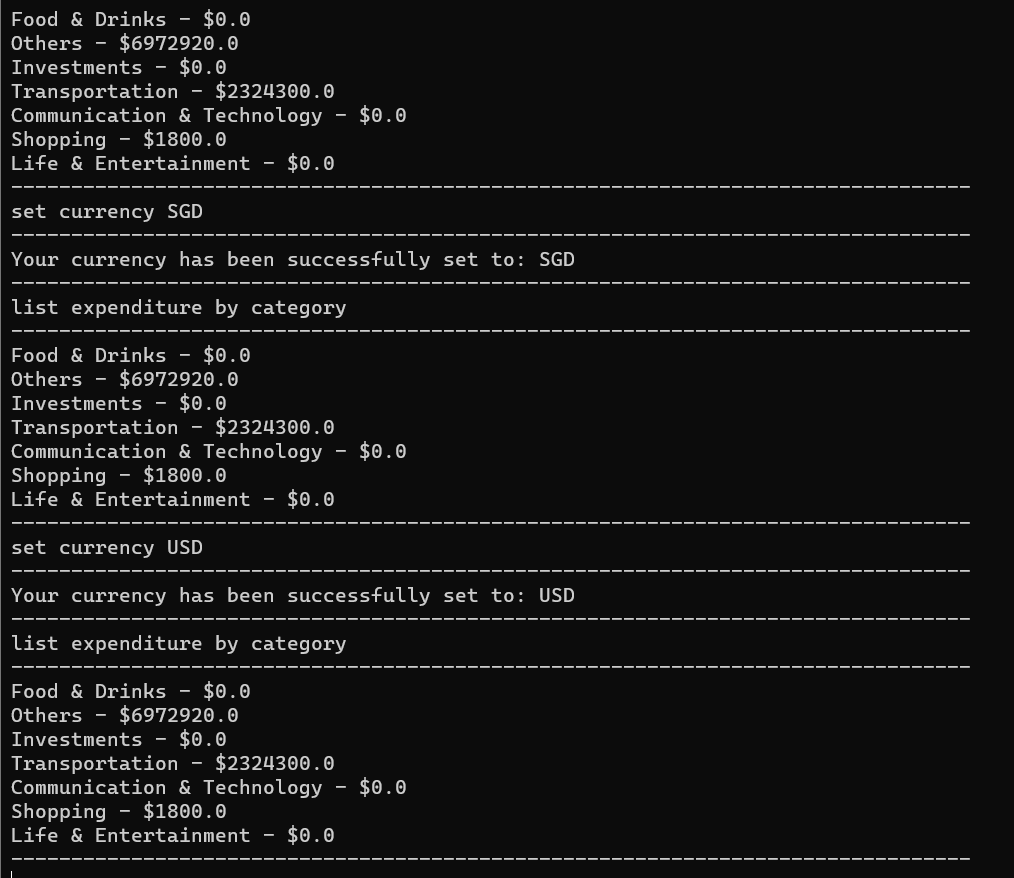 Food & Drinks - $0.0
Others - $6972920.0
Investments - $0.0
Transportation - $2324300.0
Communication & Technology - $0.0
Shopping - $1800.0
Life & Entertainment - $0.0
--------------------------------------------------------------------------------
set currency SGD
--------------------------------------------------------------------------------
Your currency has been successfully set to: SGD
--------------------------------------------------------------------------------
list expenditure by category
--------------------------------------------------------------------------------
Food & Drinks - $0.0
Others - $6972920.0
Investments - $0.0
Transportation - $2324300.0
Communication & Technology - $0.0
Shopping - $1800.0
Life & Entertainment - $0.0
--------------------------------------------------------------------------------
set currency USD
--------------------------------------------------------------------------------
Your currency has been successfully set to: USD
--------------------------------------------------------------------------------
list expenditure by category
--------------------------------------------------------------------------------
Food & Drinks - $0.0
Others - $6972920.0
Investments - $0.0
Transportation - $2324300.0
Communication & Technology - $0.0
Shopping - $1800.0
Life & Entertainment - $0.0
--------------------------------------------------------------------------------